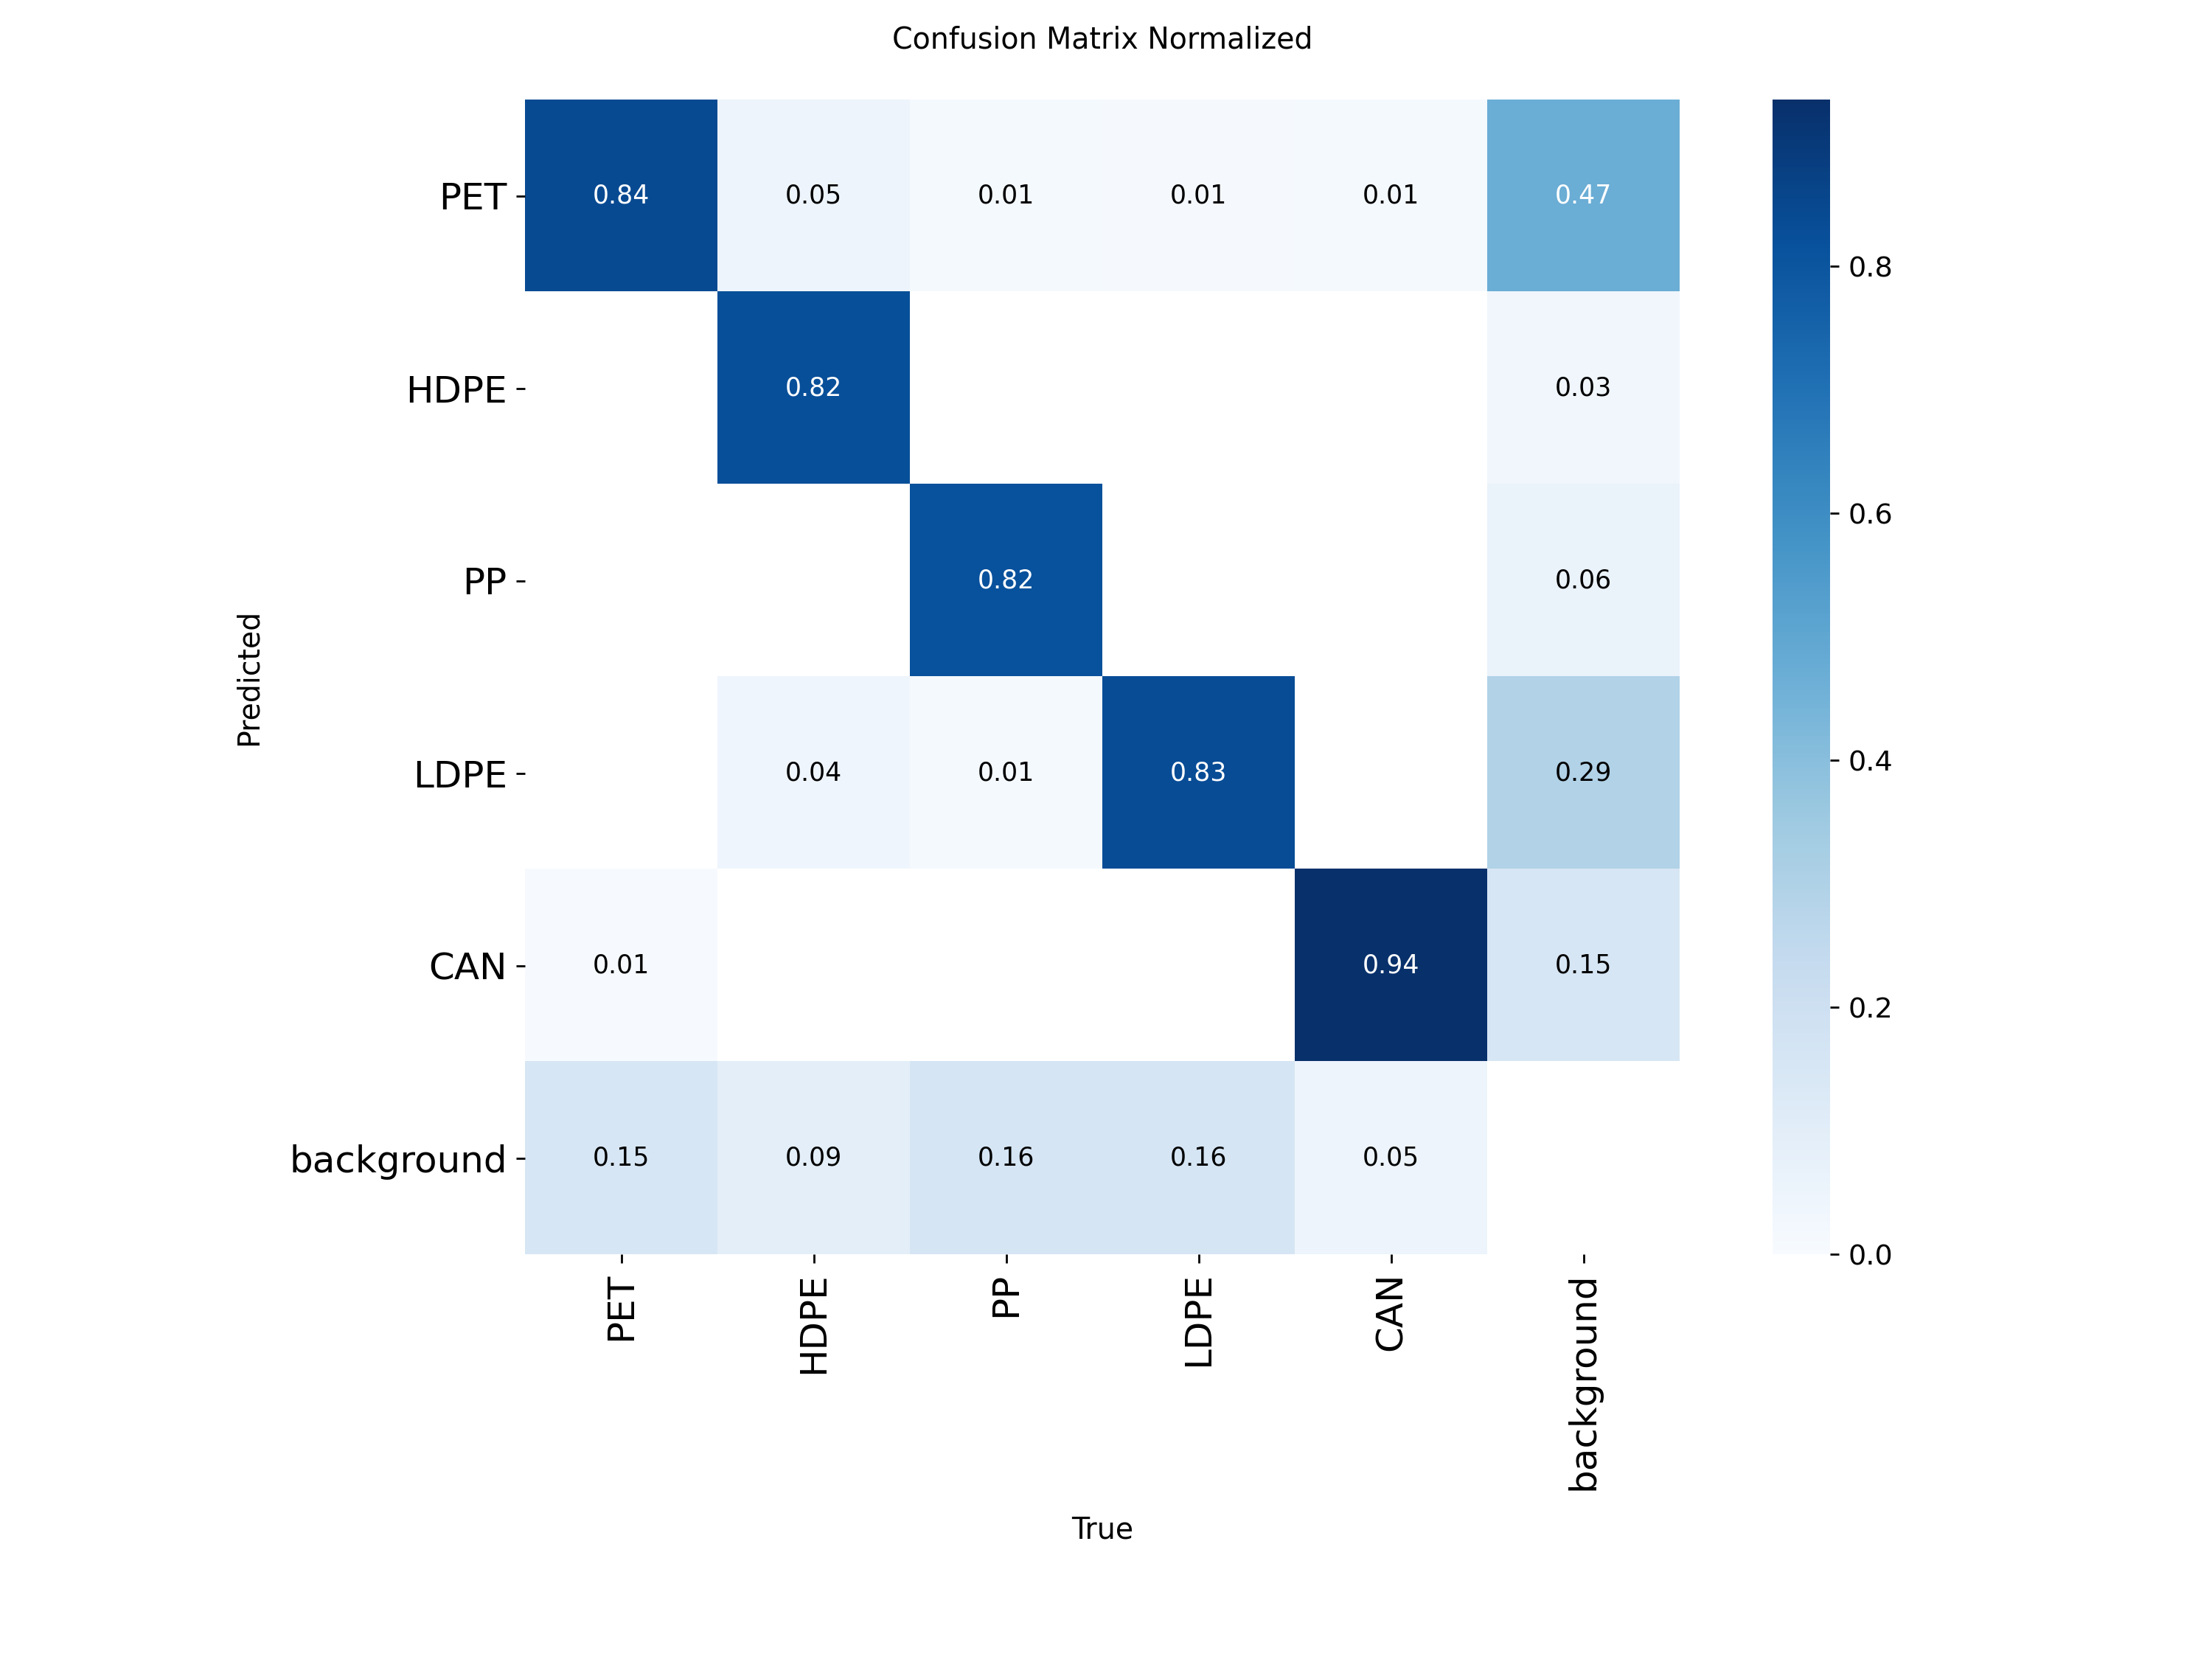 Confusion Matrix Normalized
PET 0.84 0.05 0.01 0.01 0.01 0.47
HDPE 0.82 0.03
PP 0.82 0.06
LDPE 0.04 0.01 0.83 0.29
CAN 0.01 0.94 0.15
background 0.15 0.09 0.16 0.16 0.05
Predicted
PET HDPE PP LDPE CAN background
True
0.8
0.6
0.4
0.2
0.0